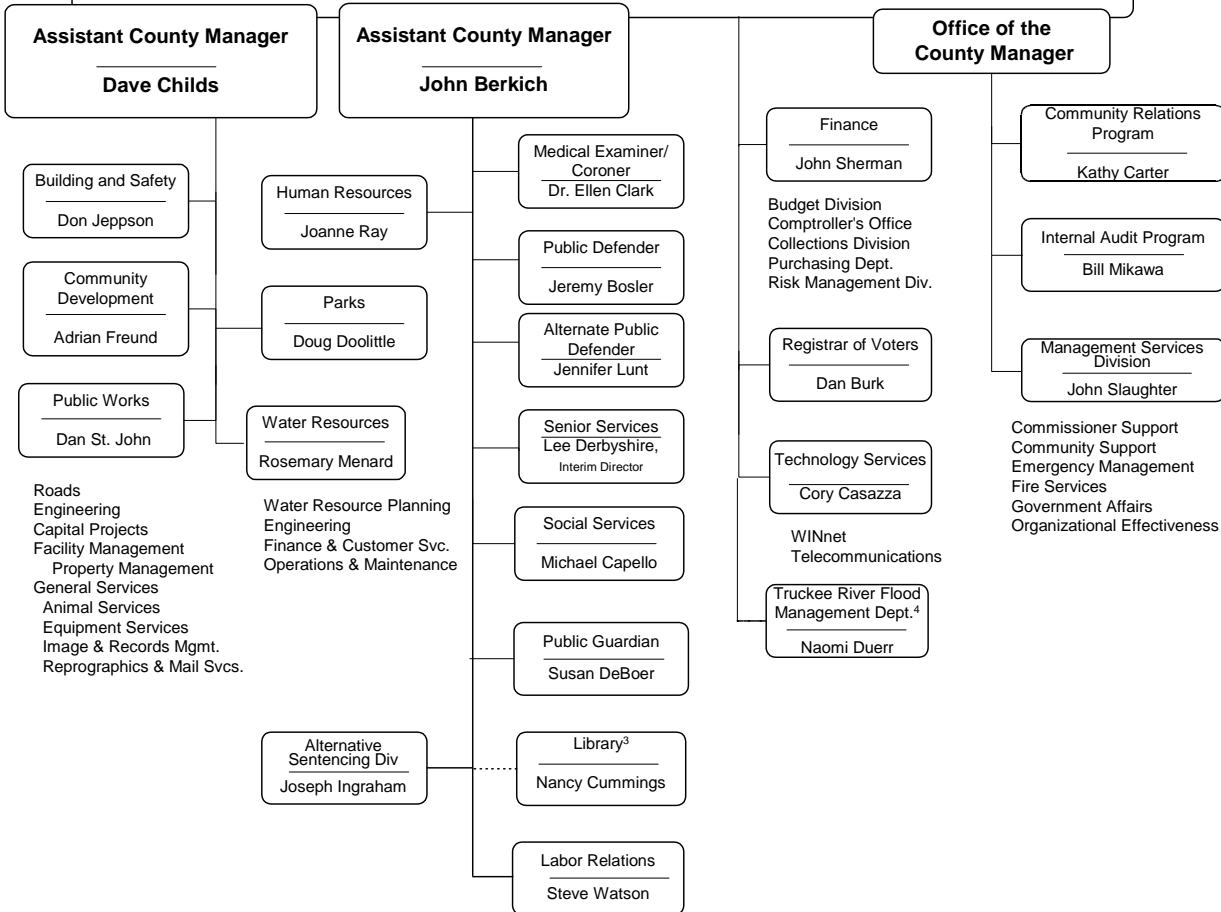 Assistant County Manager
Dave Childs
Assistant County Manager
John Berkich
Office of the
County Manager
Building and Safety
Don Jeppson
Community
Development
Adrian Freund
Public Works
Dan St. John
Roads
Engineering
Capital Projects
Facility Management
Property Management
General Services
Animal Services
Equipment Services
Image & Records Mgmt.
Reprographics & Mail Svcs.
Human Resources
Joanne Ray
Parks
Doug Doolittle
Water Resources
Rosemary Menard
Water Resource Planning
Engineering
Finance & Customer Svc.
Operations & Maintenance
Alternative
Sentencing Div
Joseph Ingraham
Medical Examiner/
Coroner
Dr. Ellen Clark
Public Defender
Jeremy Bosler
Alternate Public
Defender
Jennifer Lunt
Senior Services
Lee Derbyshire,
Interim Director
Social Services
Michael Capello
Public Guardian
Susan DeBoer
Library³
Nancy Cummings
Labor Relations
Steve Watson
Finance
John Sherman
Budget Division
Comptroller's Office
Collections Division
Purchasing Dept.
Risk Management Div.
Registrar of Voters
Dan Burk
Technology Services
Cory Casazza
WINnet
Telecommunications
Truckee River Flood
Management Dept.⁴
Naomi Duerr
Community Relations
Program
Kathy Carter
Internal Audit Program
Bill Mikawa
Management Services
Division
John Slaughter
Commissioner Support
Community Support
Emergency Management
Fire Services
Government Affairs
Organizational Effectiveness